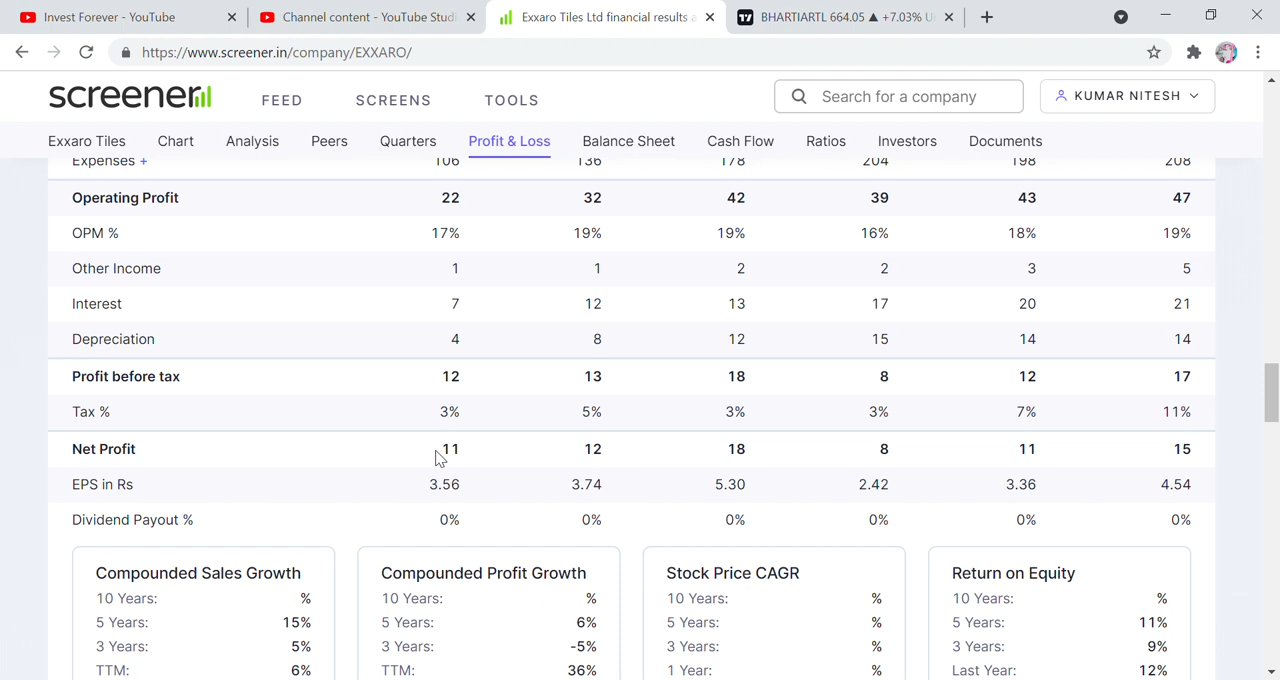 Invest Forever - YouTube
Channel content - YouTube Studi
Exxaro Tiles Ltd financial results a
BHARTIARTL 664.05 ▲ +7.03% U
https://www.screener.in/company/EXXARO/
screener
FEED SCREENS TOOLS
Search for a company
KUMAR NITESH
Exxaro Tiles Chart Analysis Peers Quarters Profit & Loss Balance Sheet Cash Flow Ratios Investors Documents
Expenses + 106 136 178 204 198 208
Operating Profit 22 32 42 39 43 47
OPM % 17% 19% 19% 16% 18% 19%
Other Income 1 1 2 2 3 5
Interest 7 12 13 17 20 21
Depreciation 4 8 12 15 14 14
Profit before tax 12 13 18 8 12 17
Tax % 3% 5% 3% 3% 7% 11%
Net Profit 11 12 18 8 11 15
EPS in Rs 3.56 3.74 5.30 2.42 3.36 4.54
Dividend Payout % 0% 0% 0% 0% 0% 0%
Compounded Sales Growth
10 Years: %
5 Years: 15%
3 Years: 5%
TTM: 6%
Compounded Profit Growth
10 Years: %
5 Years: 6%
3 Years: -5%
TTM: 36%
Stock Price CAGR
10 Years: %
5 Years: %
3 Years: %
1 Year: %
Return on Equity
10 Years: %
5 Years: 11%
3 Years: 9%
Last Year: 12%